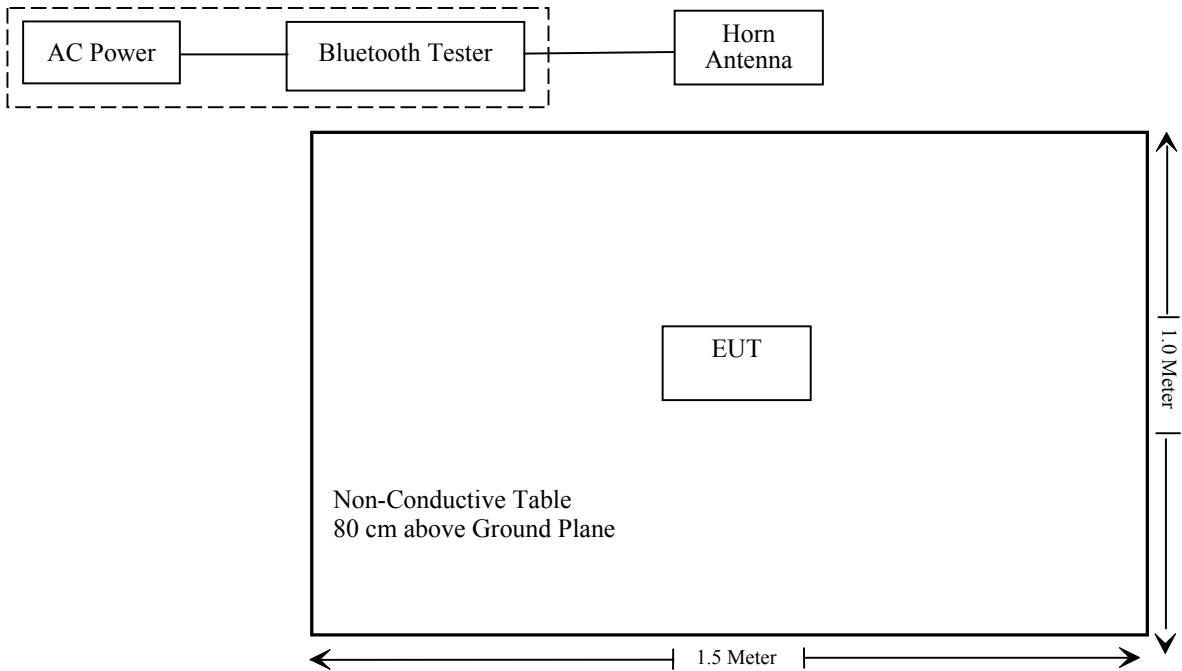 AC Power
Bluetooth Tester
Horn
Antenna
EUT
1.0 Meter
Non-Conductive Table
80 cm above Ground Plane
1.5 Meter